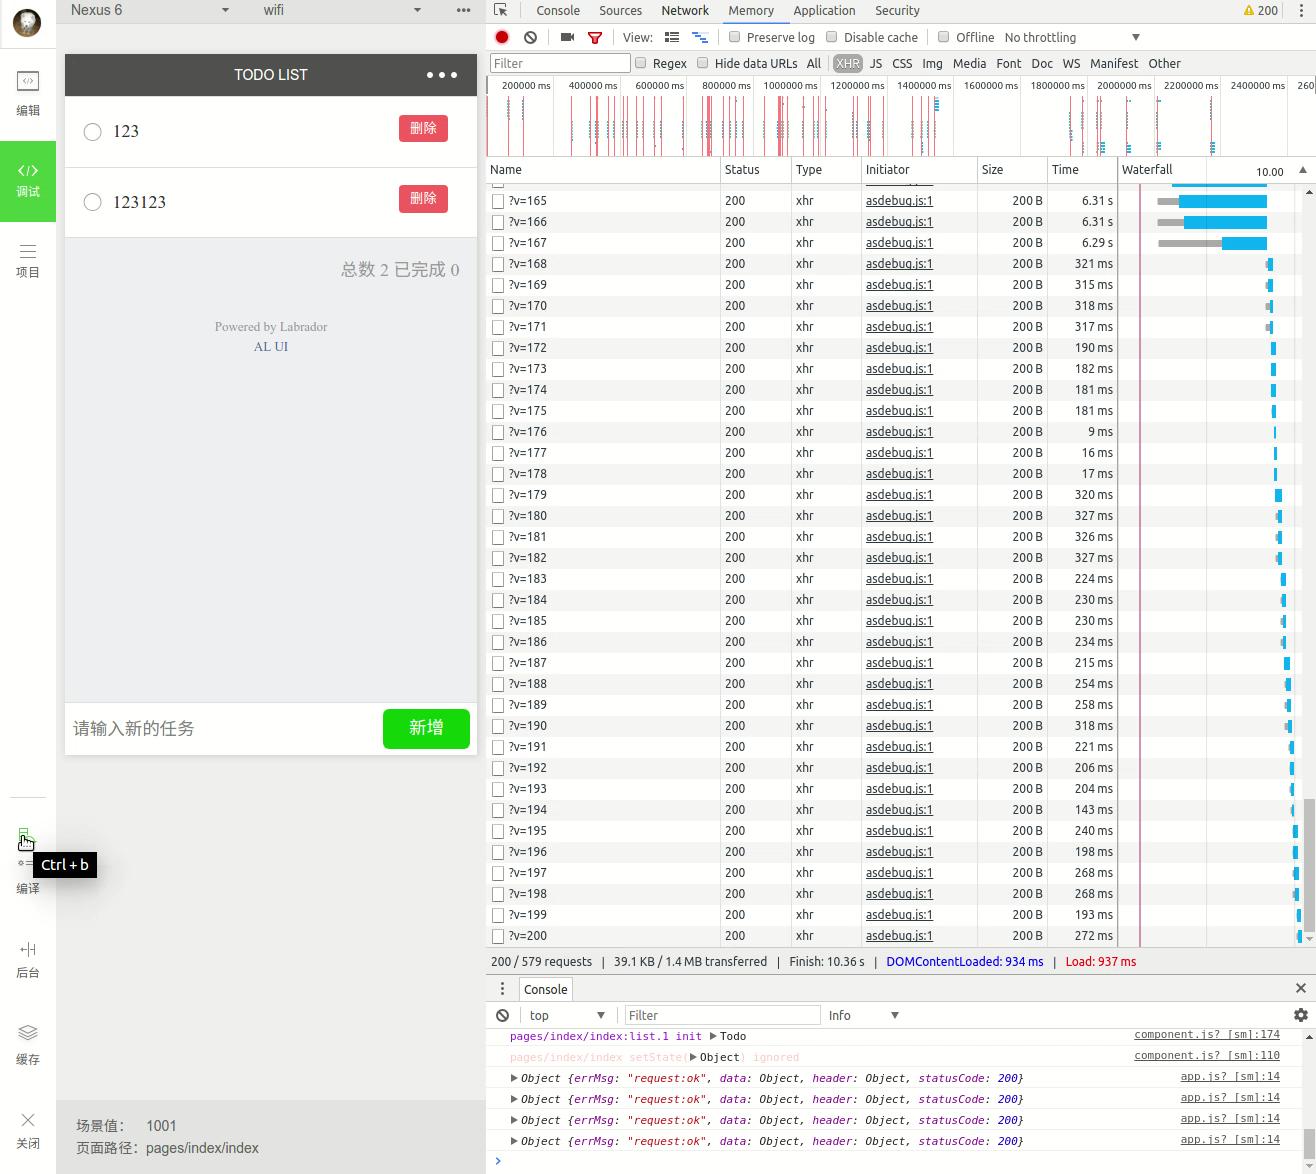 Nexus 6 wifi •••
编辑
调试
项目
Ctrl + b
编译
后台
缓存
关闭
TODO LIST •••
123 删除
123123 删除
总数 2 已完成 0
Powered by Labrador
AL UI
请输入新的任务 新增
场景值： 1001
页面路径： pages/index/index
Console Sources Network Memory Application Security 200
View: Preserve log Disable cache Offline No throttling
Filter Regex Hide data URLs All XHR JS CSS Img Media Font Doc WS Manifest Other
200000 ms 400000 ms 600000 ms 800000 ms 1000000 ms 1200000 ms 1400000 ms 1600000 ms 1800000 ms 2000000 ms 2200000 ms 2400000 ms 260
Name Status Type Initiator Size Time Waterfall 10.00
?v=165 200 xhr asdebug.js:1 200 B 6.31 s
?v=166 200 xhr asdebug.js:1 200 B 6.31 s
?v=167 200 xhr asdebug.js:1 200 B 6.29 s
?v=168 200 xhr asdebug.js:1 200 B 321 ms
?v=169 200 xhr asdebug.js:1 200 B 315 ms
?v=170 200 xhr asdebug.js:1 200 B 318 ms
?v=171 200 xhr asdebug.js:1 200 B 317 ms
?v=172 200 xhr asdebug.js:1 200 B 190 ms
?v=173 200 xhr asdebug.js:1 200 B 182 ms
?v=174 200 xhr asdebug.js:1 200 B 181 ms
?v=175 200 xhr asdebug.js:1 200 B 181 ms
?v=176 200 xhr asdebug.js:1 200 B 9 ms
?v=177 200 xhr asdebug.js:1 200 B 16 ms
?v=178 200 xhr asdebug.js:1 200 B 17 ms
?v=179 200 xhr asdebug.js:1 200 B 320 ms
?v=180 200 xhr asdebug.js:1 200 B 327 ms
?v=181 200 xhr asdebug.js:1 200 B 326 ms
?v=182 200 xhr asdebug.js:1 200 B 327 ms
?v=183 200 xhr asdebug.js:1 200 B 224 ms
?v=184 200 xhr asdebug.js:1 200 B 230 ms
?v=185 200 xhr asdebug.js:1 200 B 230 ms
?v=186 200 xhr asdebug.js:1 200 B 234 ms
?v=187 200 xhr asdebug.js:1 200 B 215 ms
?v=188 200 xhr asdebug.js:1 200 B 254 ms
?v=189 200 xhr asdebug.js:1 200 B 258 ms
?v=190 200 xhr asdebug.js:1 200 B 318 ms
?v=191 200 xhr asdebug.js:1 200 B 221 ms
?v=192 200 xhr asdebug.js:1 200 B 206 ms
?v=193 200 xhr asdebug.js:1 200 B 204 ms
?v=194 200 xhr asdebug.js:1 200 B 143 ms
?v=195 200 xhr asdebug.js:1 200 B 240 ms
?v=196 200 xhr asdebug.js:1 200 B 198 ms
?v=197 200 xhr asdebug.js:1 200 B 268 ms
?v=198 200 xhr asdebug.js:1 200 B 268 ms
?v=199 200 xhr asdebug.js:1 200 B 193 ms
?v=200 200 xhr asdebug.js:1 200 B 272 ms
200 / 579 requests | 39.1 KB / 1.4 MB transferred | Finish: 10.36 s | DOMContentLoaded: 934 ms | Load: 937 ms
Console
top Filter Info
pages/index/index:list.1 init Todo component.js? [sm]:174
pages/index/index setState(Object) ignored component.js? [sm]:110
Object {errMsg: "request:ok", data: Object, header: Object, statusCode: 200} app.js? [sm]:14
Object {errMsg: "request:ok", data: Object, header: Object, statusCode: 200} app.js? [sm]:14
Object {errMsg: "request:ok", data: Object, header: Object, statusCode: 200} app.js? [sm]:14
Object {errMsg: "request:ok", data: Object, header: Object, statusCode: 200} app.js? [sm]:14